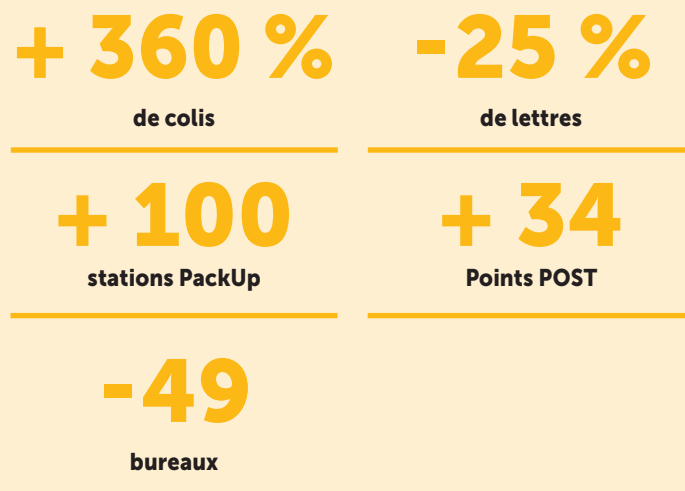 + 360 %
de colis
-25 %
de lettres
+ 100
stations PackUp
+ 34
Points POST
-49
bureaux